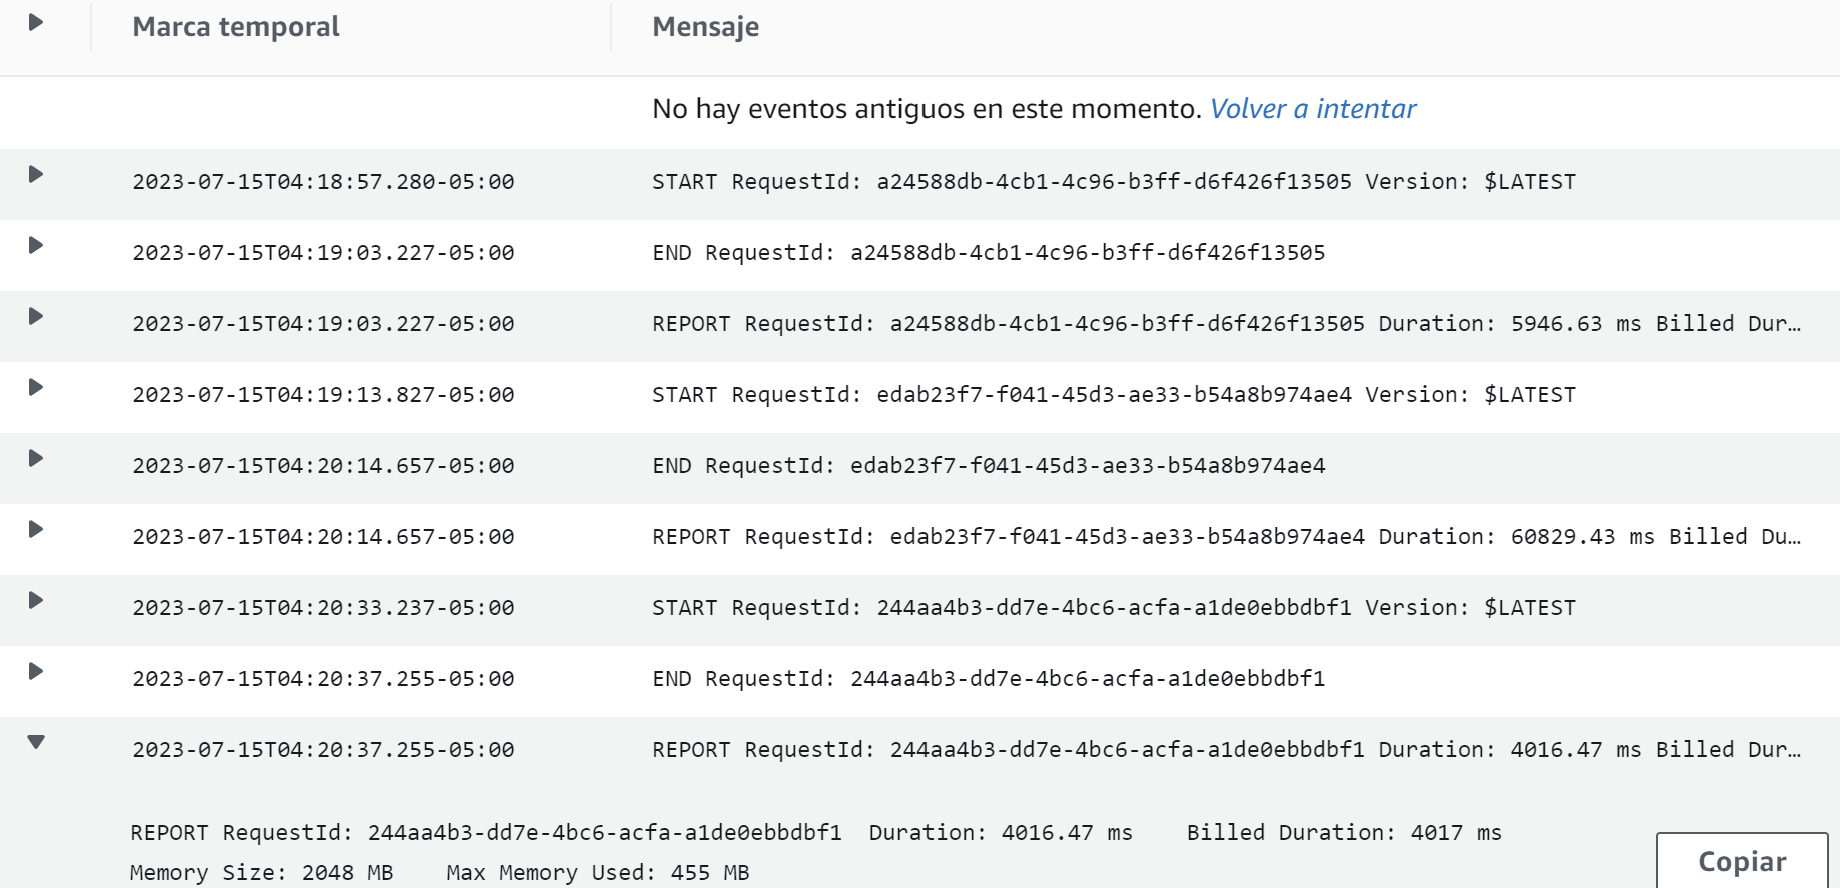 Marca temporal Mensaje
No hay eventos antiguos en este momento. Volver a intentar
2023-07-15T04:18:57.280-05:00 START RequestId: a24588db-4cb1-4c96-b3ff-d6f426f13505 Version: $LATEST
2023-07-15T04:19:03.227-05:00 END RequestId: a24588db-4cb1-4c96-b3ff-d6f426f13505
2023-07-15T04:19:03.227-05:00 REPORT RequestId: a24588db-4cb1-4c96-b3ff-d6f426f13505 Duration: 5946.63 ms Billed Dur…
2023-07-15T04:19:13.827-05:00 START RequestId: edab23f7-f041-45d3-ae33-b54a8b974ae4 Version: $LATEST
2023-07-15T04:20:14.657-05:00 END RequestId: edab23f7-f041-45d3-ae33-b54a8b974ae4
2023-07-15T04:20:14.657-05:00 REPORT RequestId: edab23f7-f041-45d3-ae33-b54a8b974ae4 Duration: 60829.43 ms Billed Du…
2023-07-15T04:20:33.237-05:00 START RequestId: 244aa4b3-dd7e-4bc6-acfa-a1de0ebbdbf1 Version: $LATEST
2023-07-15T04:20:37.255-05:00 END RequestId: 244aa4b3-dd7e-4bc6-acfa-a1de0ebbdbf1
2023-07-15T04:20:37.255-05:00 REPORT RequestId: 244aa4b3-dd7e-4bc6-acfa-a1de0ebbdbf1 Duration: 4016.47 ms Billed Dur…
REPORT RequestId: 244aa4b3-dd7e-4bc6-acfa-a1de0ebbdbf1 Duration: 4016.47 ms Billed Duration: 4017 ms
Memory Size: 2048 MB Max Memory Used: 455 MB
Copiar